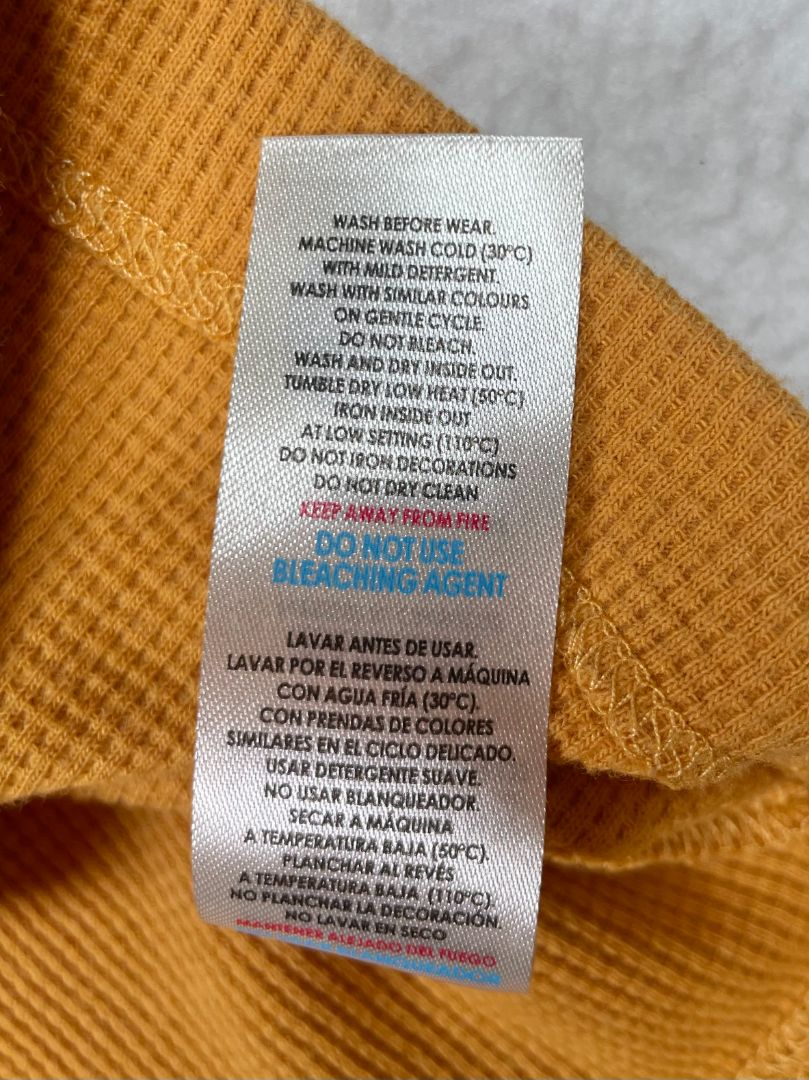 WASH BEFORE WEAR.
MACHINE WASH COLD (30°C)
WITH MILD DETERGENT.
WASH WITH SIMILAR COLOURS
ON GENTLE CYCLE.
DO NOT BLEACH.
WASH AND DRY INSIDE OUT.
TUMBLE DRY LOW HEAT (50°C)
IRON INSIDE OUT
AT LOW SETTING (110°C)
DO NOT IRON DECORATIONS
DO NOT DRY CLEAN
KEEP AWAY FROM FIRE
DO NOT USE
BLEACHING AGENT
LAVAR ANTES DE USAR.
LAVAR POR EL REVERSO A MÁQUINA
CON AGUA FRÍA (30°C).
CON PRENDAS DE COLORES
SIMILARES EN EL CICLO DELICADO.
USAR DETERGENTE SUAVE.
NO USAR BLANQUEADOR.
SECAR A MÁQUINA
A TEMPERATURA BAJA (50°C).
PLANCHAR AL REVÉS
A TEMPERATURA BAJA (110°C).
NO PLANCHAR LA DECORACIÓN.
NO LAVAR EN SECO
MANTENER ALEJADO DEL FUEGO
BLANQUEADOR